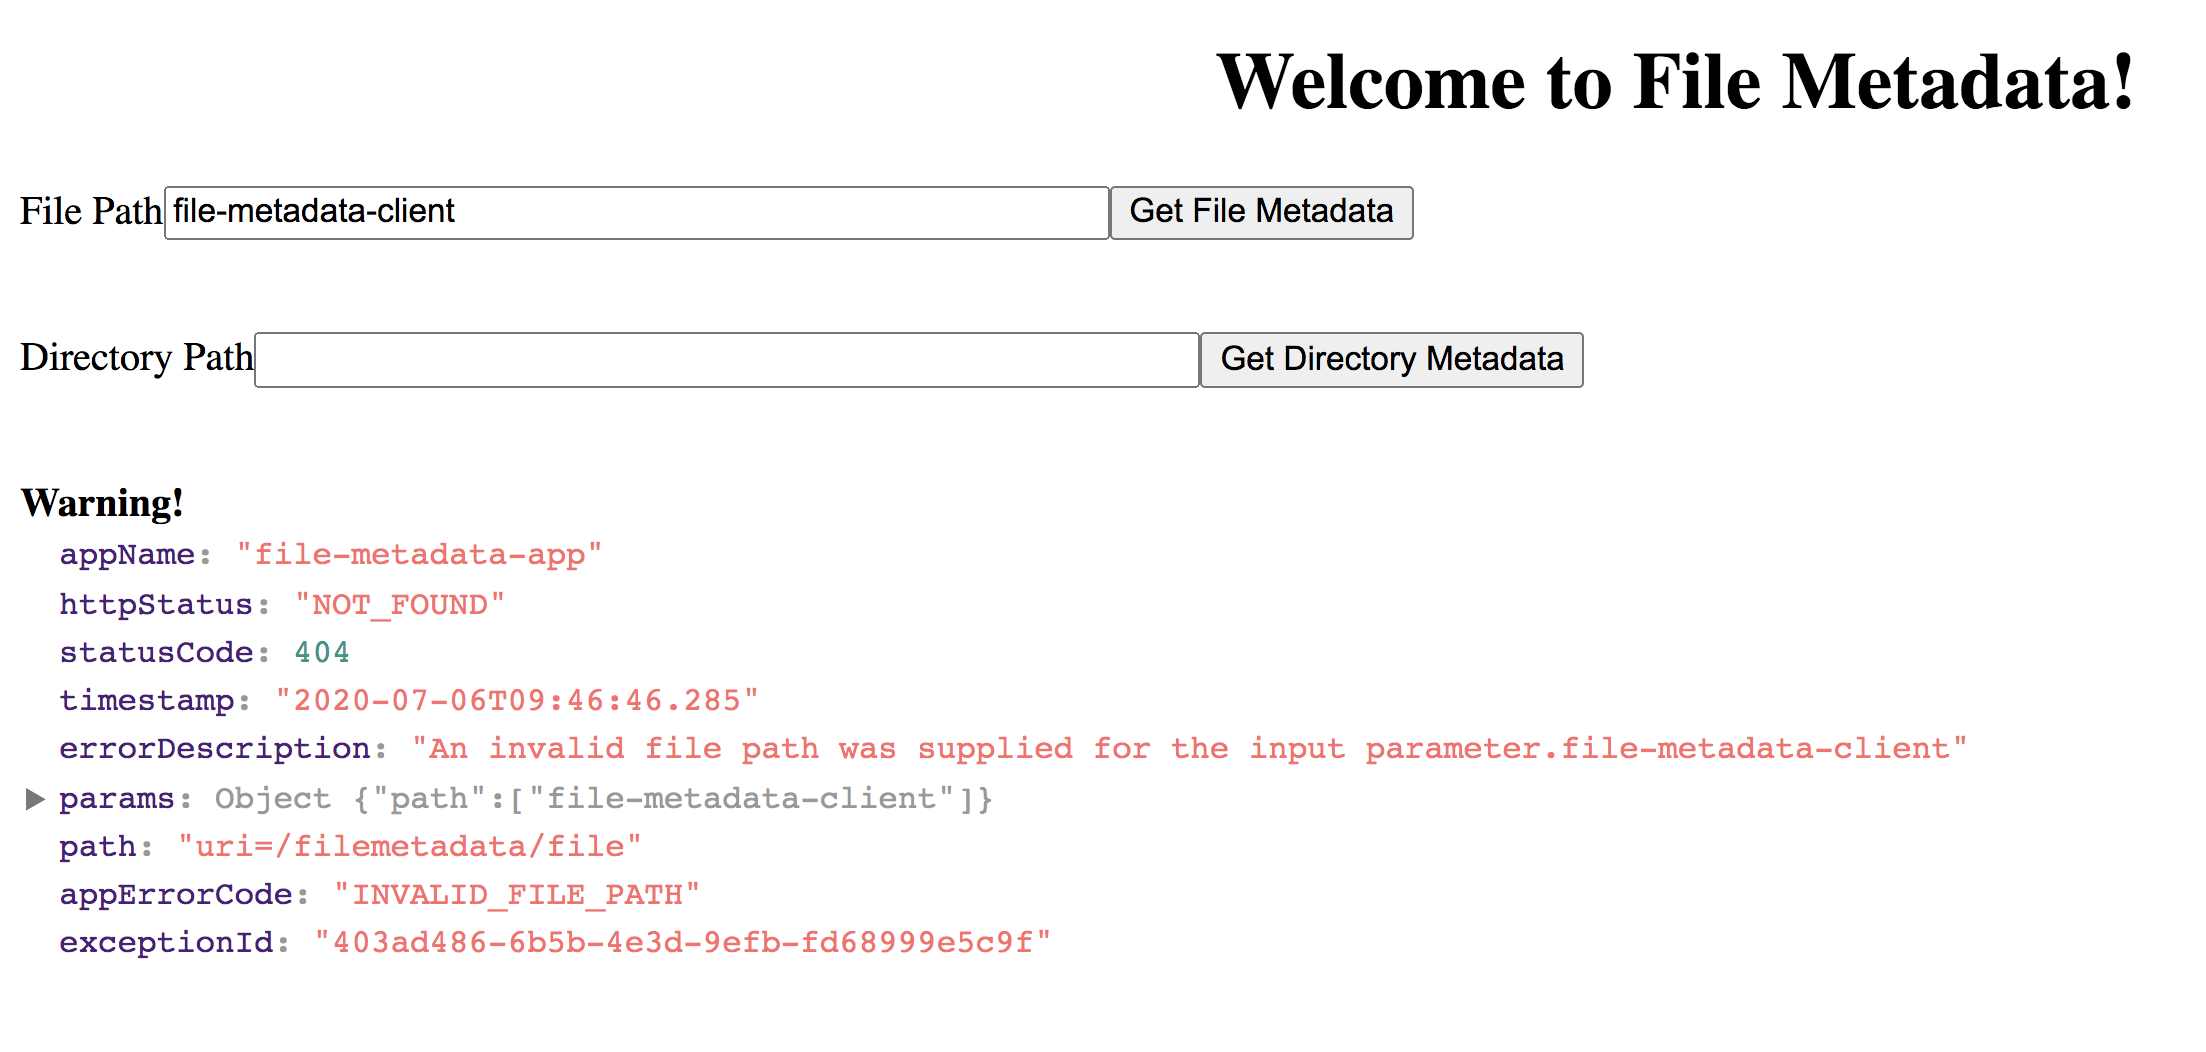 Welcome to File Metadata!
File Path file-metadata-client Get File Metadata
Directory Path Get Directory Metadata
Warning!
appName: "file-metadata-app"
httpStatus: "NOT_FOUND"
statusCode: 404
timestamp: "2020-07-06T09:46:46.285"
errorDescription: "An invalid file path was supplied for the input parameter.file-metadata-client"
params: Object {"path":["file-metadata-client"]}
path: "uri=/filemetadata/file"
appErrorCode: "INVALID_FILE_PATH"
exceptionId: "403ad486-6b5b-4e3d-9efb-fd68999e5c9f"